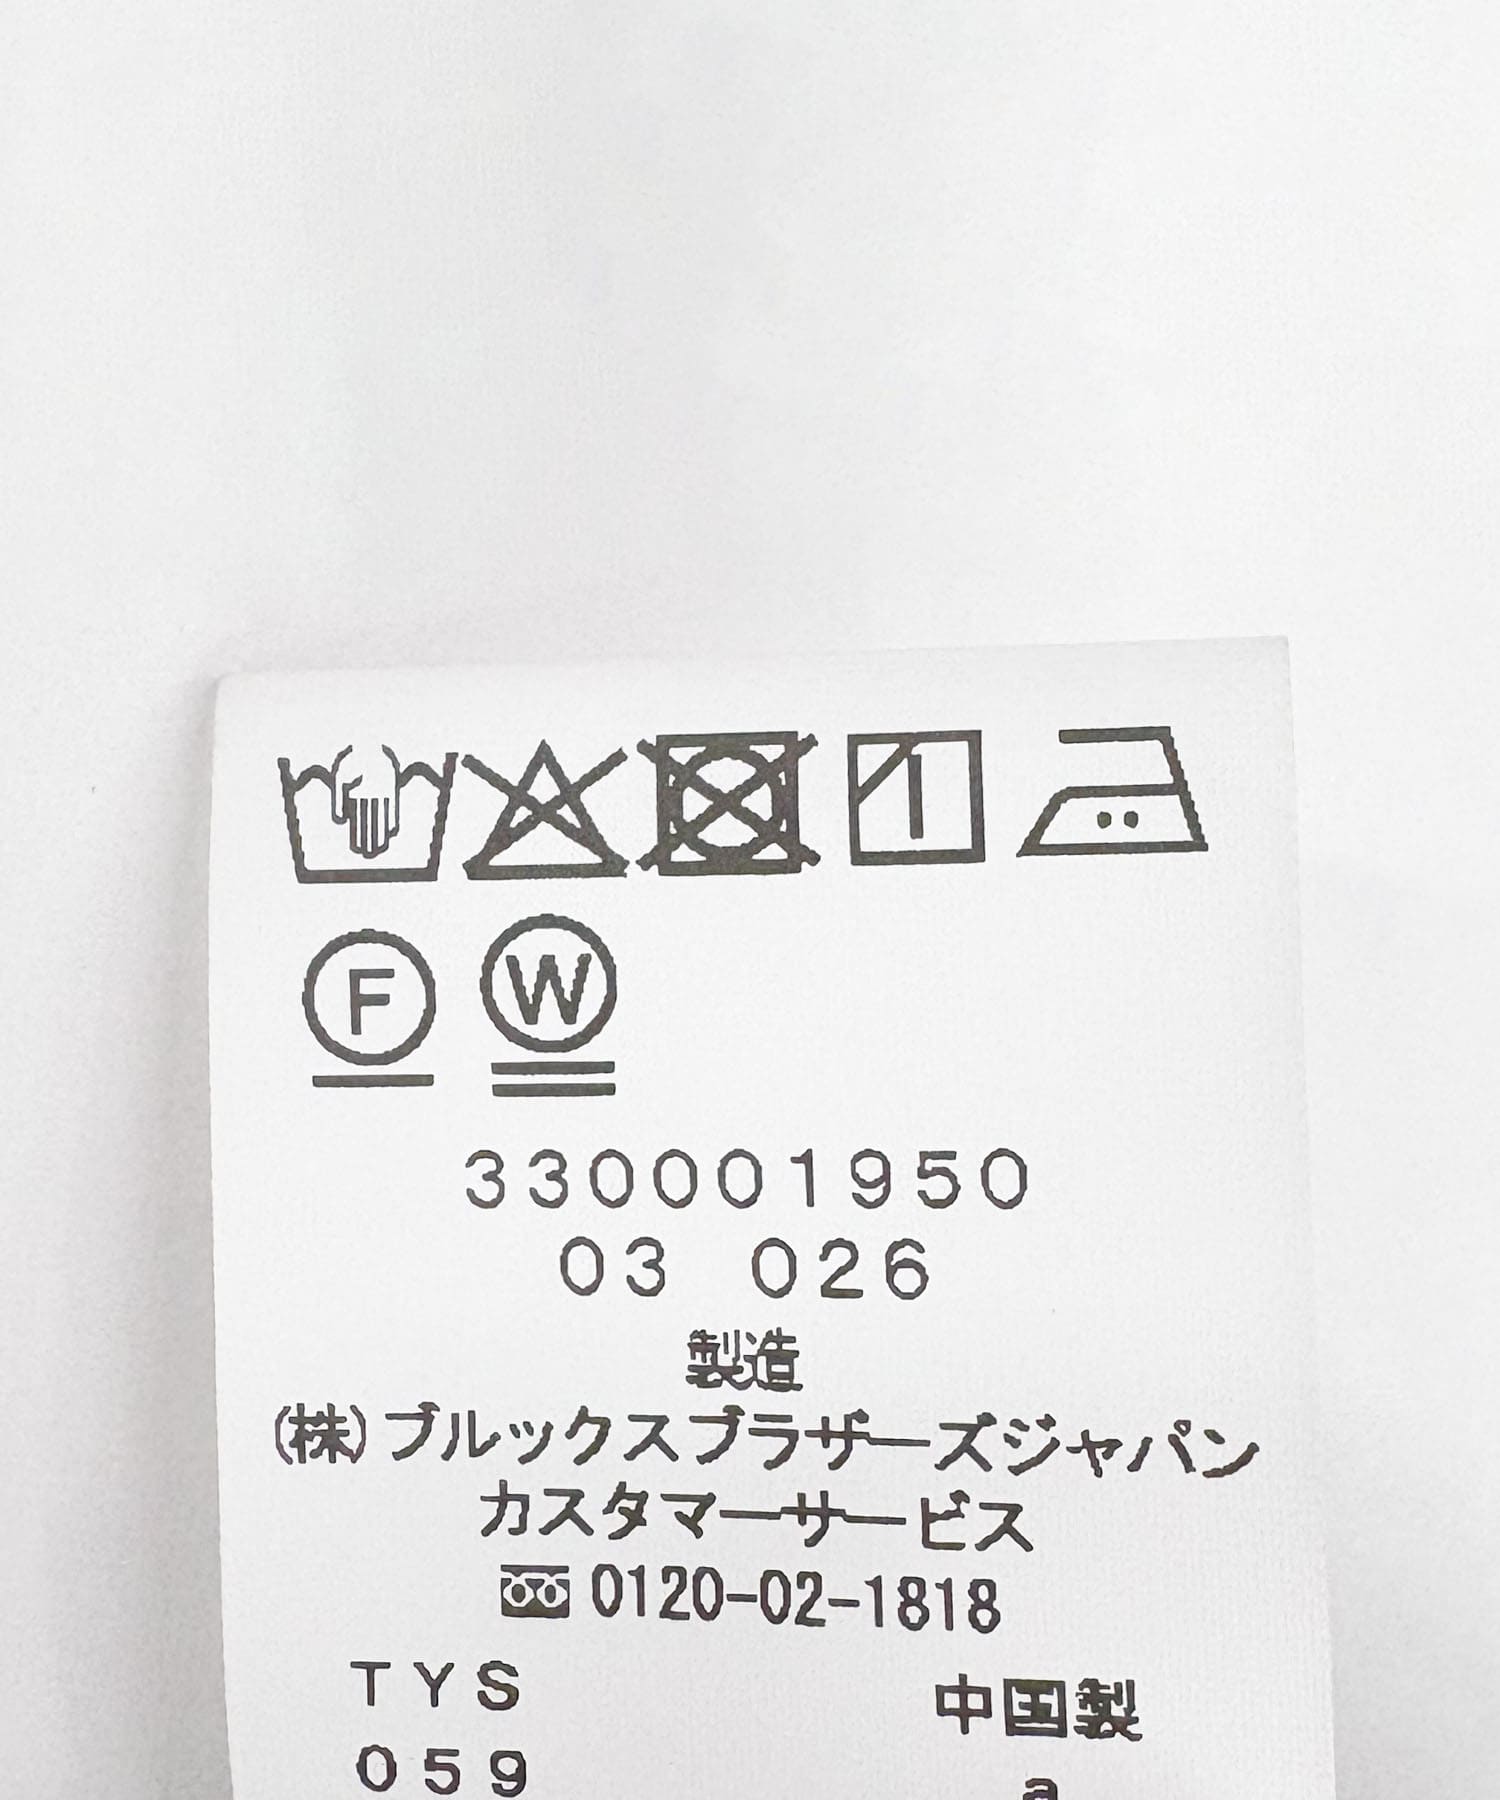 F W
330001950
03 026
製造
(株)ブルックスブラザーズジャパン
カスタマーサービス
0120-02-1818
TYS 中国製
059 a